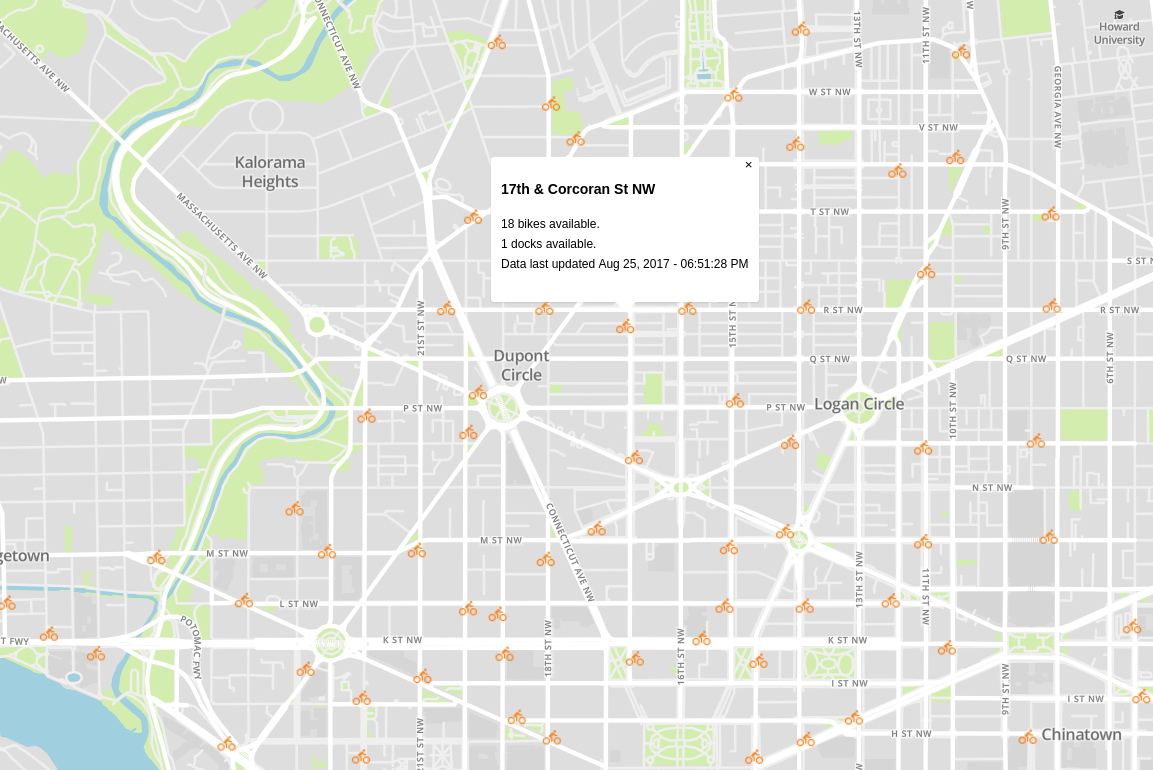 CONNECTICUT AVE NW
13TH ST NW
11TH ST NW
Howard
University
MASSACHUSETTS AVE NW
GEORGIA AVE NW
W ST NW
V ST NW
Kalorama
Heights
×
17th & Corcoran St NW
18 bikes available.
1 docks available.
Data last updated Aug 25, 2017 - 06:51:28 PM
MASSACHUSETTS AVE NW
T ST NW
9TH ST NW
S ST N
21ST ST NW
15TH ST N
R ST NW
R ST NW
Dupont
Circle
Q ST NW
Q ST NW
6TH ST NW
W
P ST NW
P ST NW
Logan Circle
10TH ST NW
N ST NW
CONNECTICUT AVE NW
M ST NW
M ST NW
getown
13TH ST NW
11TH ST NW
L ST NW
POTOMAC FWY
T FWY
K ST NW
K ST NW
18TH ST NW
16TH ST NW
I ST NW
9TH ST NW
I ST NW
21ST ST NW
H ST NW
Chinatown